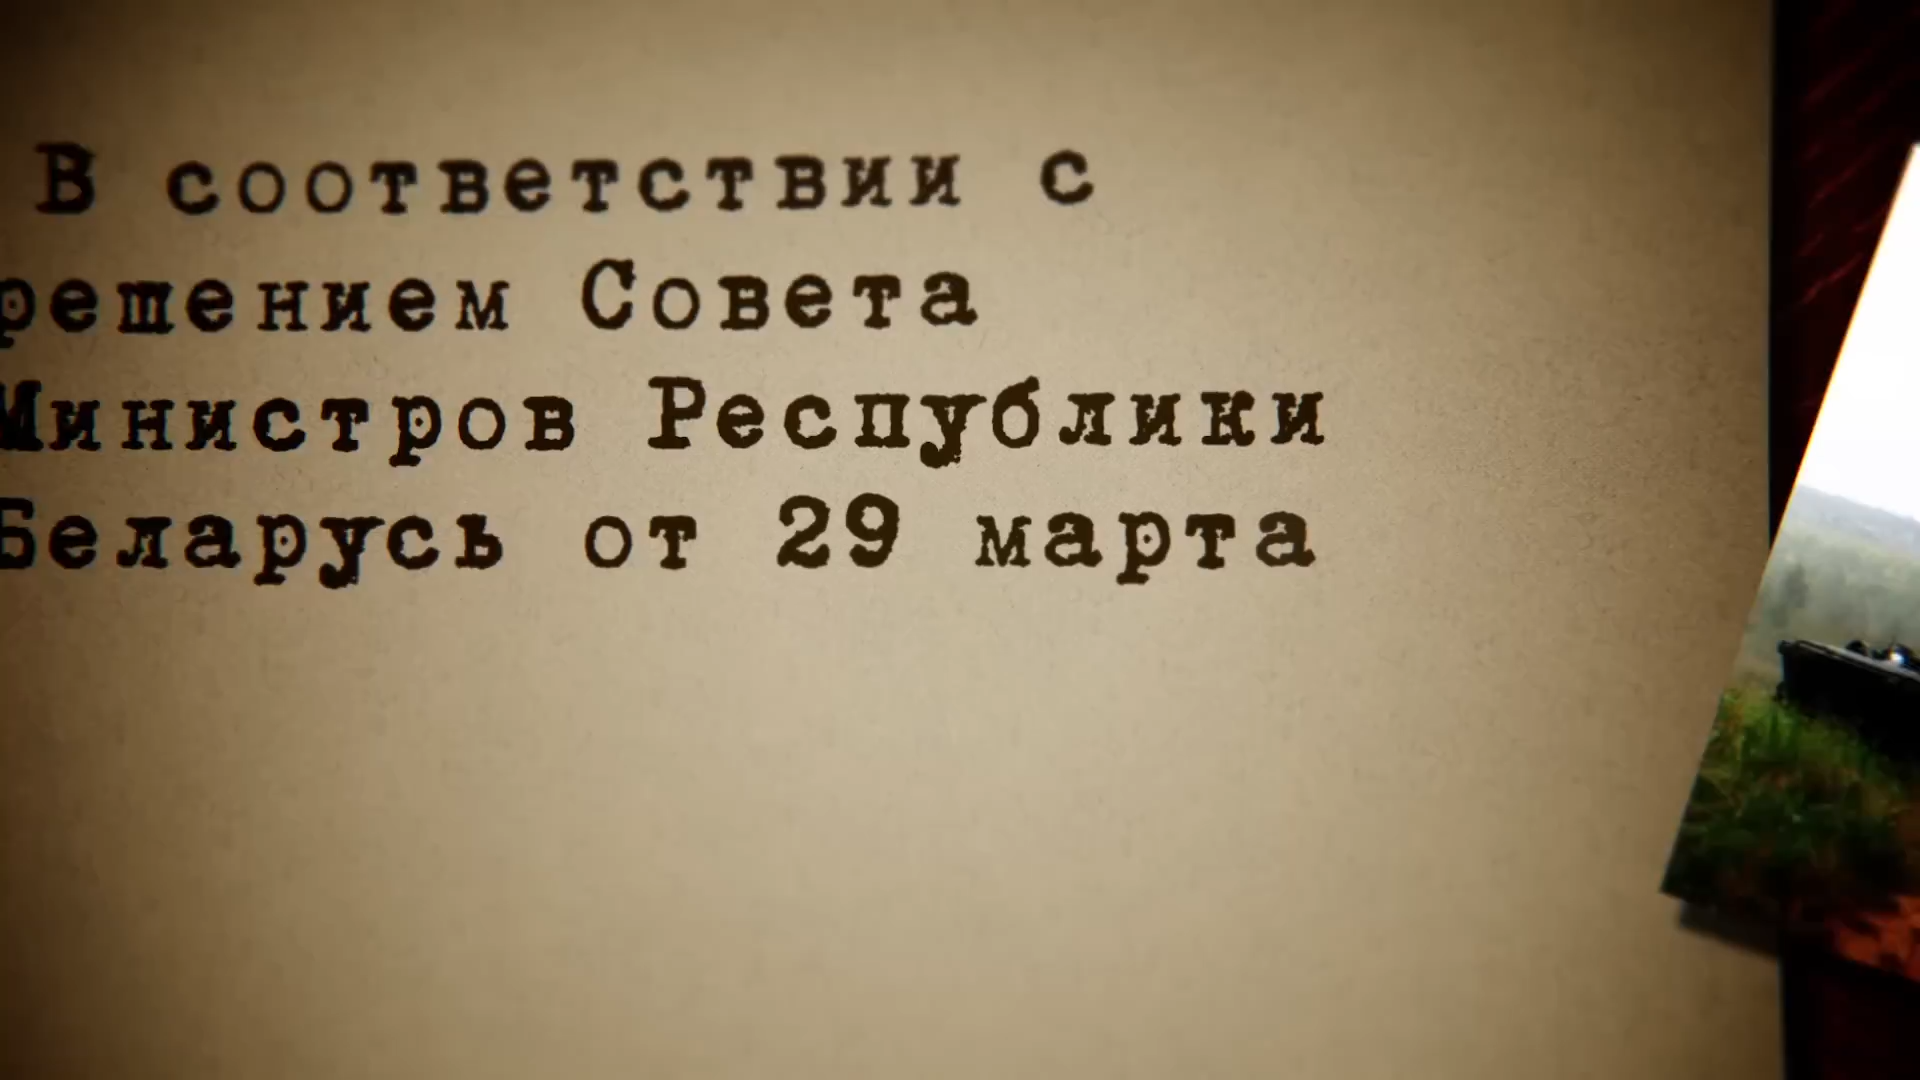 В соответствии с
решением Совета
Министров Республики
Беларусь от 29 марта